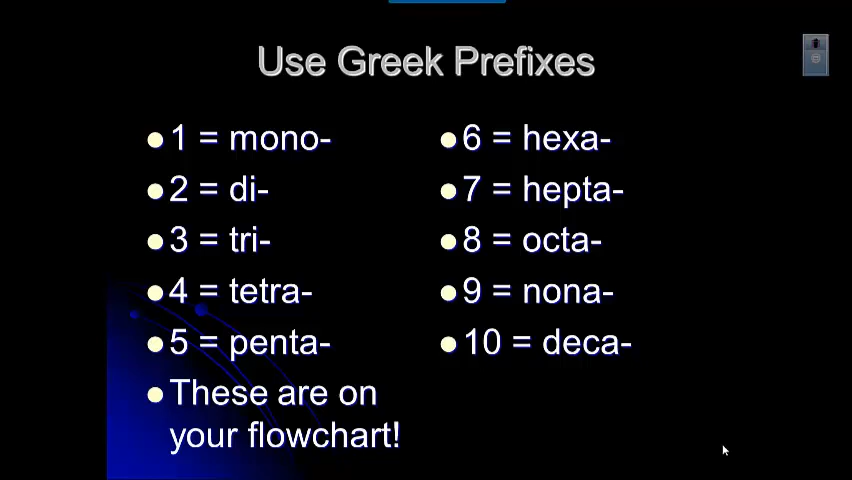 Use Greek Prefixes
1 = mono-
2 = di-
3 = tri-
4 = tetra-
5 = penta-
These are on
your flowchart!
6 = hexa-
7 = hepta-
8 = octa-
9 = nona-
10 = deca-